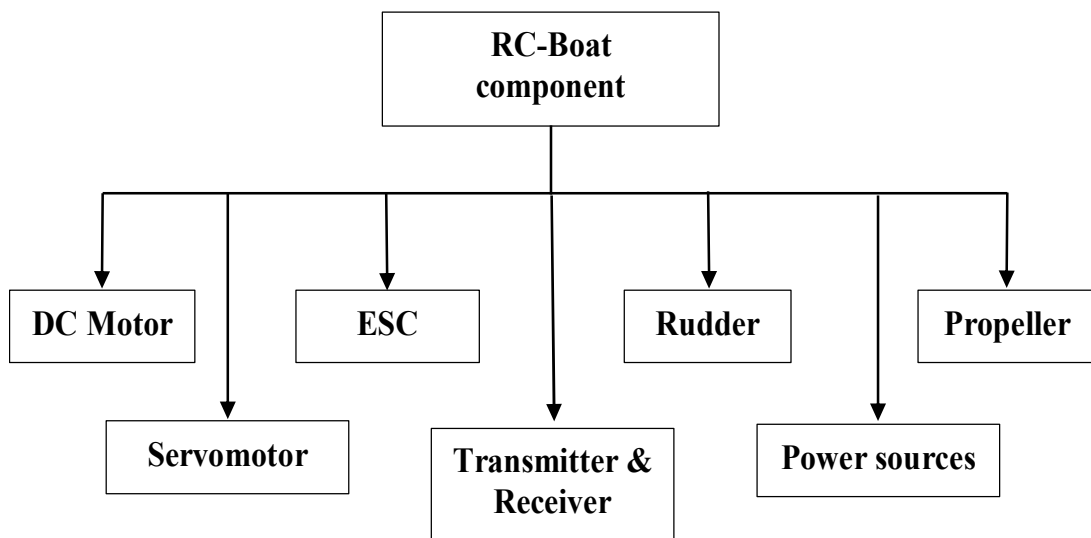 RC-Boat
component
DC Motor
ESC
Rudder
Propeller
Servomotor
Transmitter &
Receiver
Power sources